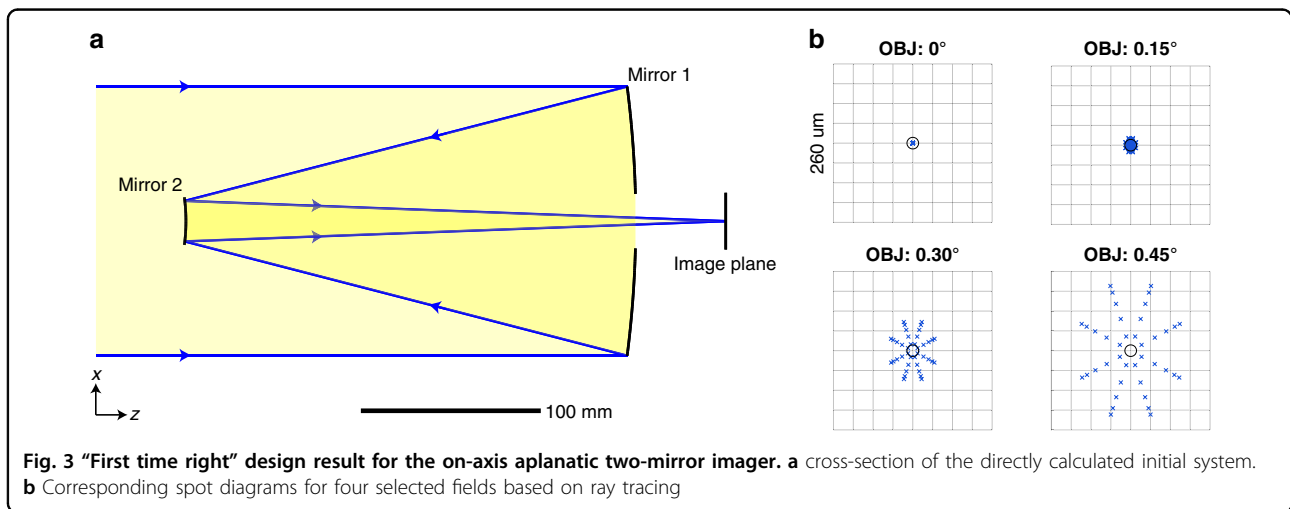 a
Mirror 1
Mirror 2
Image plane
x
z
100 mm
b
OBJ: 0°
OBJ: 0.15°
260 um
OBJ: 0.30°
OBJ: 0.45°
Fig. 3 “First time right” design result for the on-axis aplanatic two-mirror imager. a cross-section of the directly calculated initial system.
b Corresponding spot diagrams for four selected fields based on ray tracing